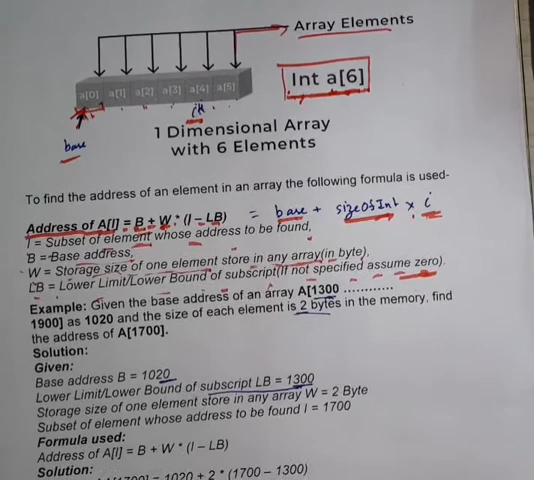 Array Elements
a[0] a[1] a[2] a[3] a[4] a[5]
Int a[6]
ith
base
1 Dimensional Array
with 6 Elements
To find the address of an element in an array the following formula is used-
Address of A[I] = B + W * (I – LB) = base + sizeOfInt × i
I = Subset of element whose address to be found,
B = Base address,
W = Storage size of one element store in any array(in byte),
LB = Lower Limit/Lower Bound of subscript(If not specified assume zero).
Example: Given the base address of an array A[1300 ............
1900] as 1020 and the size of each element is 2 bytes in the memory, find
the address of A[1700].
Solution:
Given:
Base address B = 1020
Lower Limit/Lower Bound of subscript LB = 1300
Storage size of one element store in any array W = 2 Byte
Subset of element whose address to be found I = 1700
Formula used:
Address of A[I] = B + W * (I – LB)
Solution:
= 1020 + 2 * (1700 – 1300)